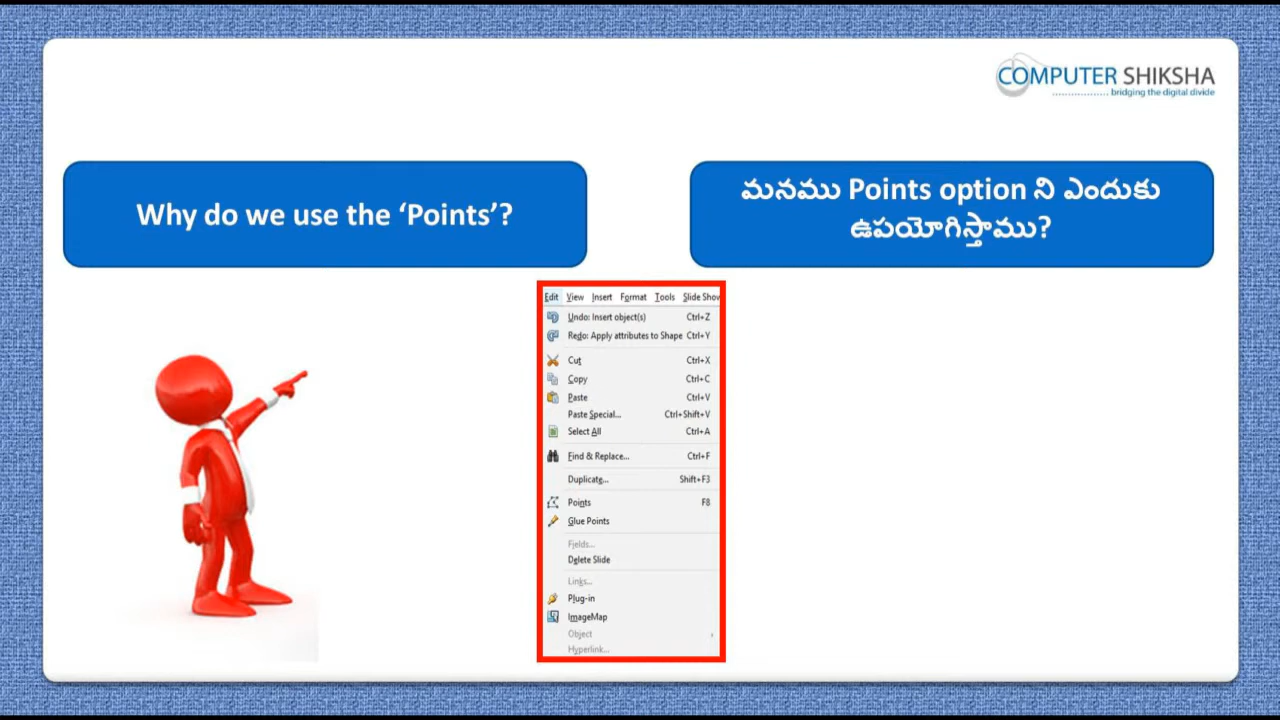 COMPUTER SHIKSHA
bridging the digital divide
Why do we use the ‘Points’?
మనము Points option ని ఎందుకు
ఉపయోగిస్తాము?
Edit View Insert Format Tools Slide Show
Undo: Insert object(s) Ctrl+Z
Redo: Apply attributes to Shape Ctrl+Y
Cut Ctrl+X
Copy Ctrl+C
Paste Ctrl+V
Paste Special... Ctrl+Shift+V
Select All Ctrl+A
Find & Replace... Ctrl+F
Duplicate... Shift+F3
Points F8
Glue Points
Fields...
Delete Slide
Links...
Plug-in
ImageMap
Object
Hyperlink...